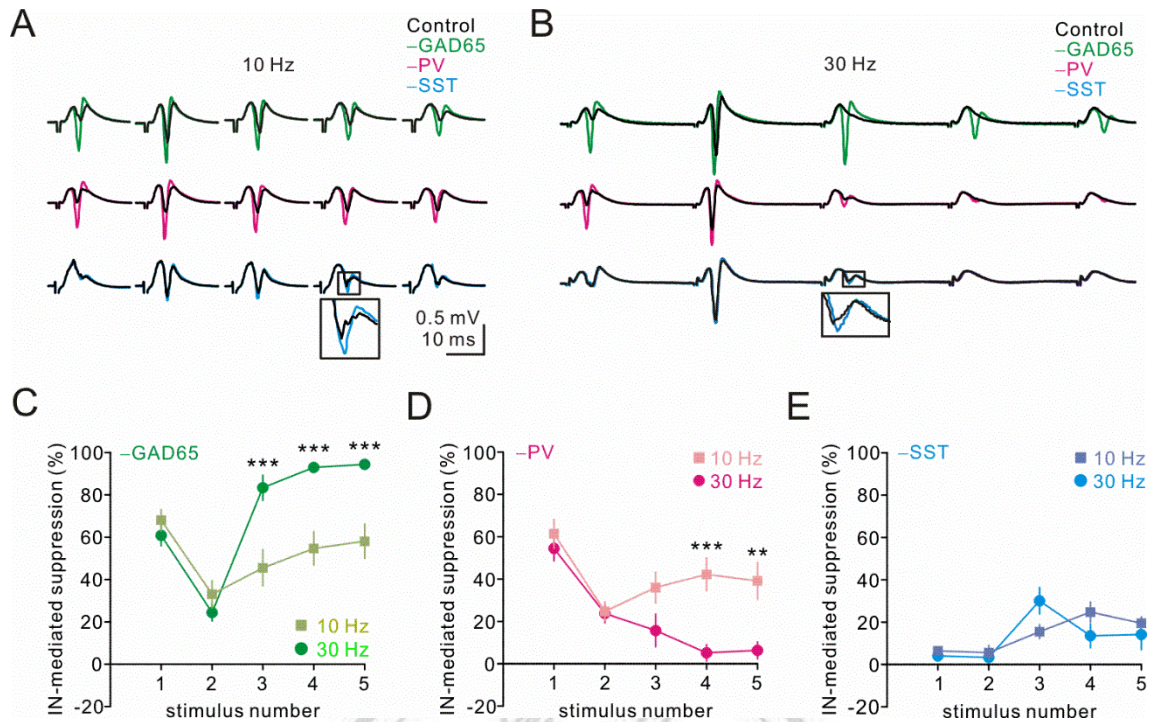 A
Control
–GAD65
–PV
–SST
10 Hz
0.5 mV
10 ms
B
Control
–GAD65
–PV
–SST
30 Hz
C
–GAD65
IN-mediated suppression (%)
100
80
60
40
20
0
-20
*** *** ***
10 Hz
30 Hz
1 2 3 4 5
stimulus number
D
–PV
IN-mediated suppression (%)
100
80
60
40
20
0
-20
10 Hz
30 Hz
*** **
1 2 3 4 5
stimulus number
E
–SST
IN-mediated suppression (%)
100
80
60
40
20
0
-20
10 Hz
30 Hz
1 2 3 4 5
stimulus number